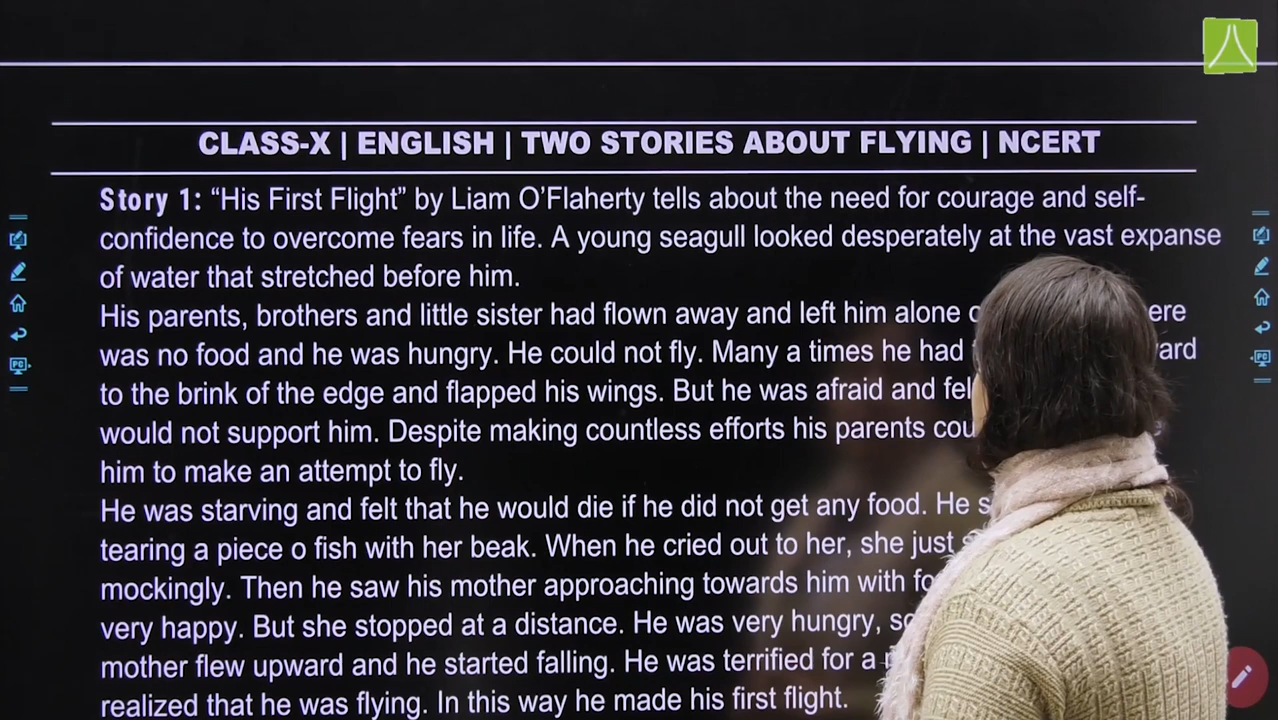 CLASS-X | ENGLISH | TWO STORIES ABOUT FLYING | NCERT
Story 1: “His First Flight” by Liam O’Flaherty tells about the need for courage and self-
confidence to overcome fears in life. A young seagull looked desperately at the vast expanse
of water that stretched before him.
His parents, brothers and little sister had flown away and left him alone
was no food and he was hungry. He could not fly. Many a times he had
to the brink of the edge and flapped his wings. But he was afraid and
would not support him. Despite making countless efforts his parents
him to make an attempt to fly.
He was starving and felt that he would die if he did not get any food. He
tearing a piece o fish with her beak. When he cried out to her, she just
mockingly. Then he saw his mother approaching towards him with
very happy. But she stopped at a distance. He was very hungry,
mother flew upward and he started falling. He was terrified for a
realized that he was flying. In this way he made his first flight.
PC
PC